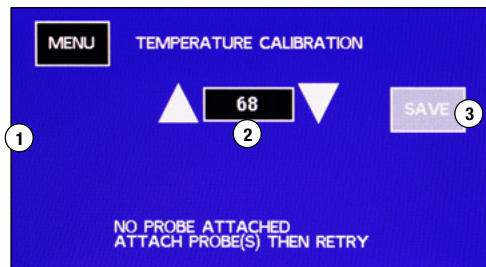 MENU
TEMPERATURE CALIBRATION
68
SAVE
1
2
3
NO PROBE ATTACHED
ATTACH PROBE(S) THEN RETRY